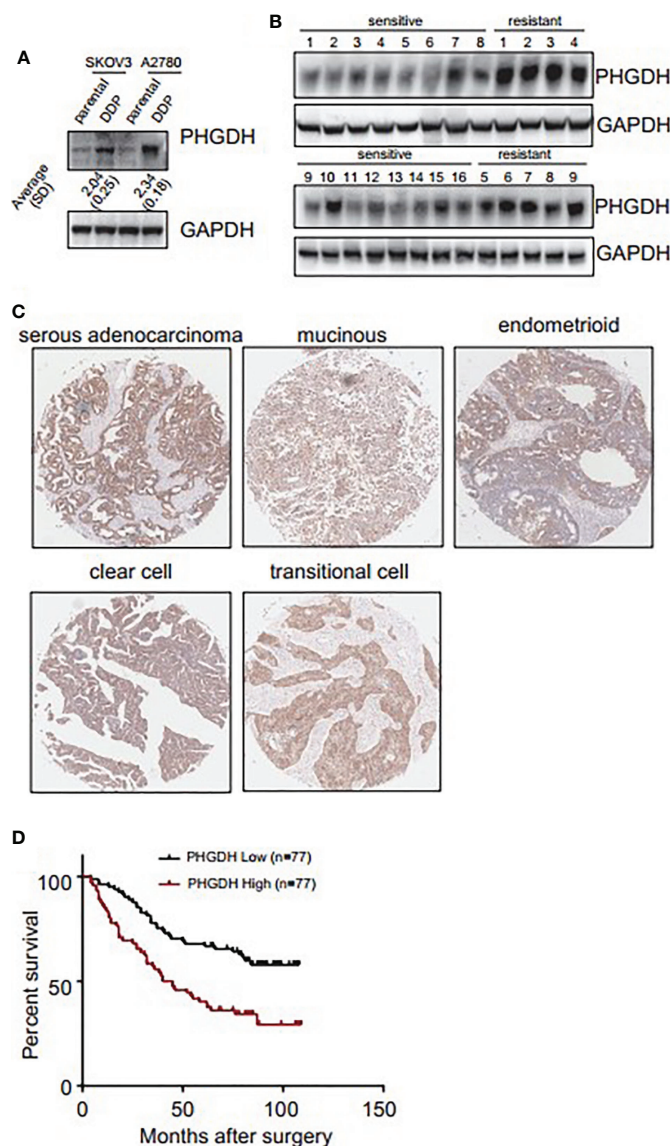 A
SKOV3 A2780
parental DDP parental DDP
PHGDH
Average (SD)
2.04 (0.25) 2.34 (0.18)
GAPDH
B
sensitive resistant
1 2 3 4 5 6 7 8 1 2 3 4
PHGDH
GAPDH
sensitive resistant
9 10 11 12 13 14 15 16 5 6 7 8 9
PHGDH
GAPDH
C
serous adenocarcinoma mucinous endometrioid
clear cell transitional cell
D
PHGDH Low (n=77)
PHGDH High (n=77)
100
50
0
Percent survival
0 50 100 150
Months after surgery